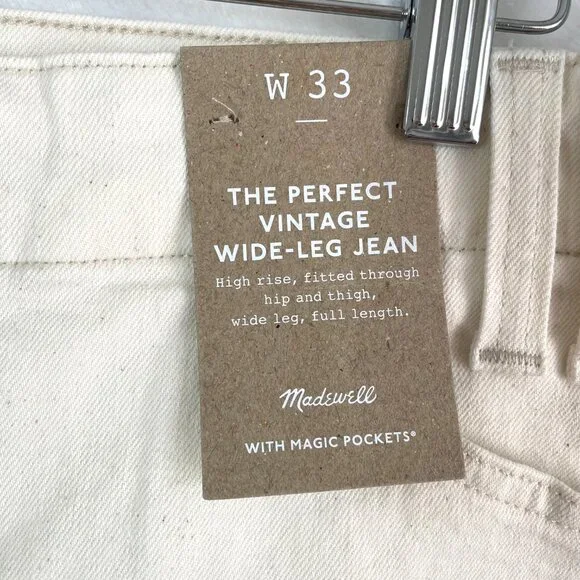 W 33
THE PERFECT
VINTAGE
WIDE-LEG JEAN
High rise, fitted through
hip and thigh,
wide leg, full length.
Madewell
WITH MAGIC POCKETS®